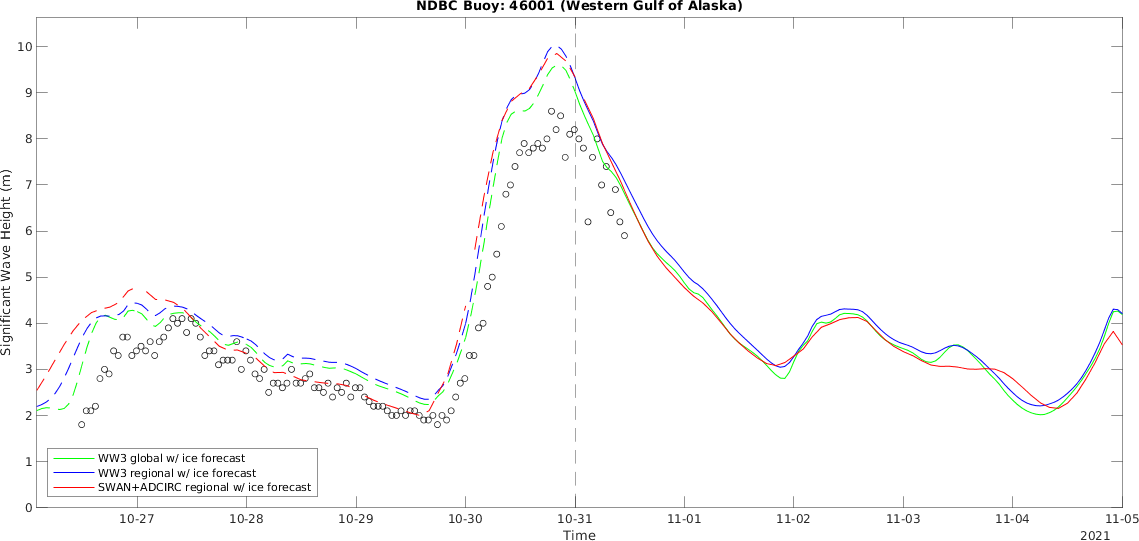 NDBC Buoy: 46001 (Western Gulf of Alaska)
Significant Wave Height (m)
10
9
8
7
6
5
4
3
2
1
0
WW3 global w/ ice forecast
WW3 regional w/ ice forecast
SWAN+ADCIRC regional w/ ice forecast
10-27 10-28 10-29 10-30 10-31 11-01 11-02 11-03 11-04 11-05
Time
2021